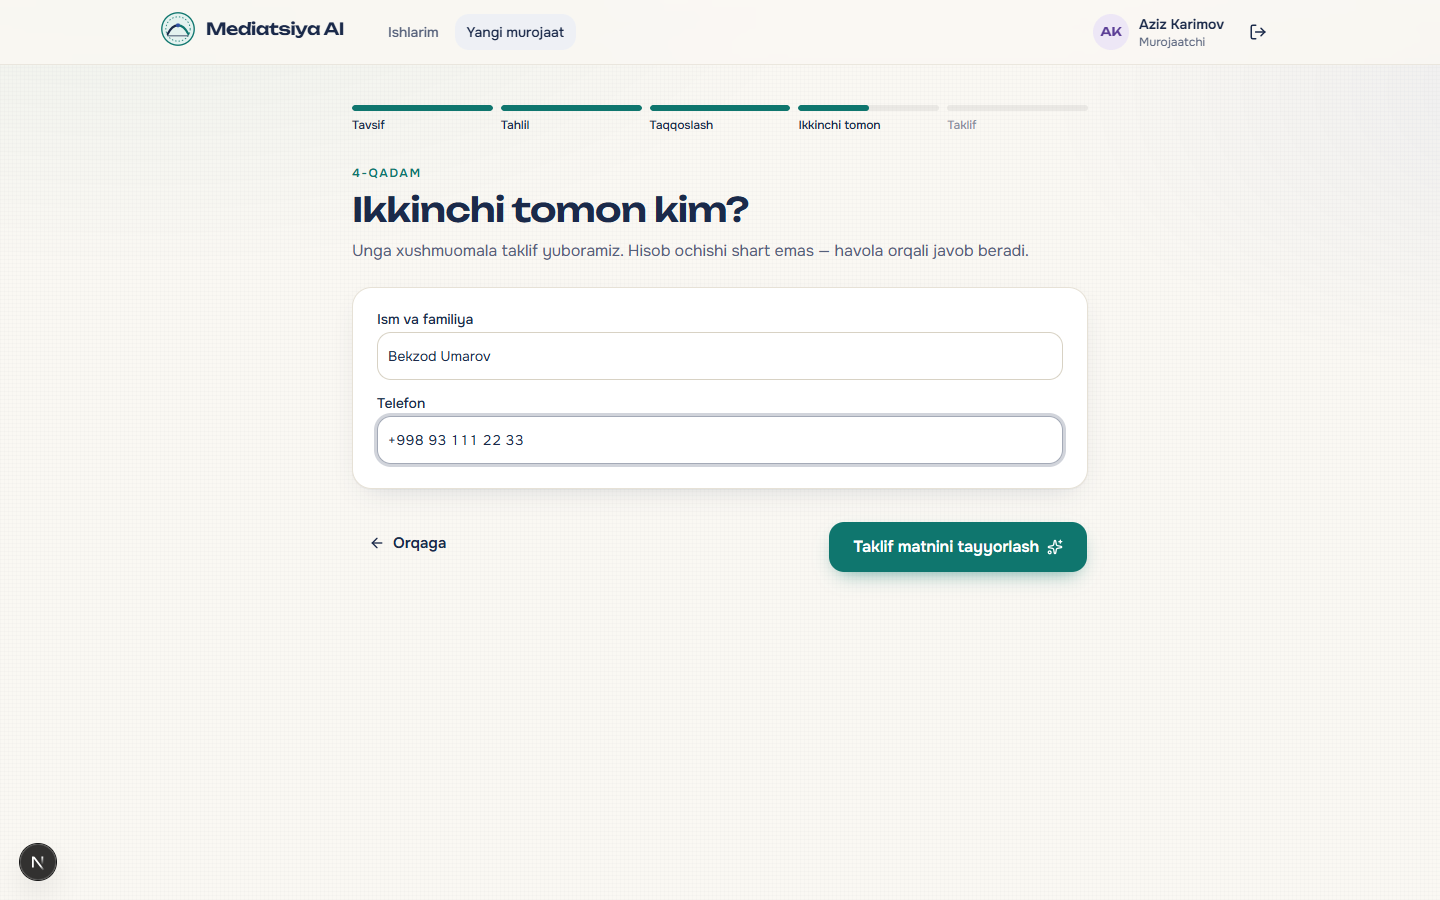 Mediatsiya AI
Ishlarim
Yangi murojaat
AK
Aziz Karimov
Murojaatchi
Tavsif
Tahlil
Taqqoslash
Ikkinchi tomon
Taklif
4-QADAM
Ikkinchi tomon kim?
Unga xushmuomala taklif yuboramiz. Hisob ochishi shart emas — havola orqali javob beradi.
Ism va familiya
Bekzod Umarov
Telefon
+998 93 111 22 33
Orqaga
Taklif matnini tayyorlash
N